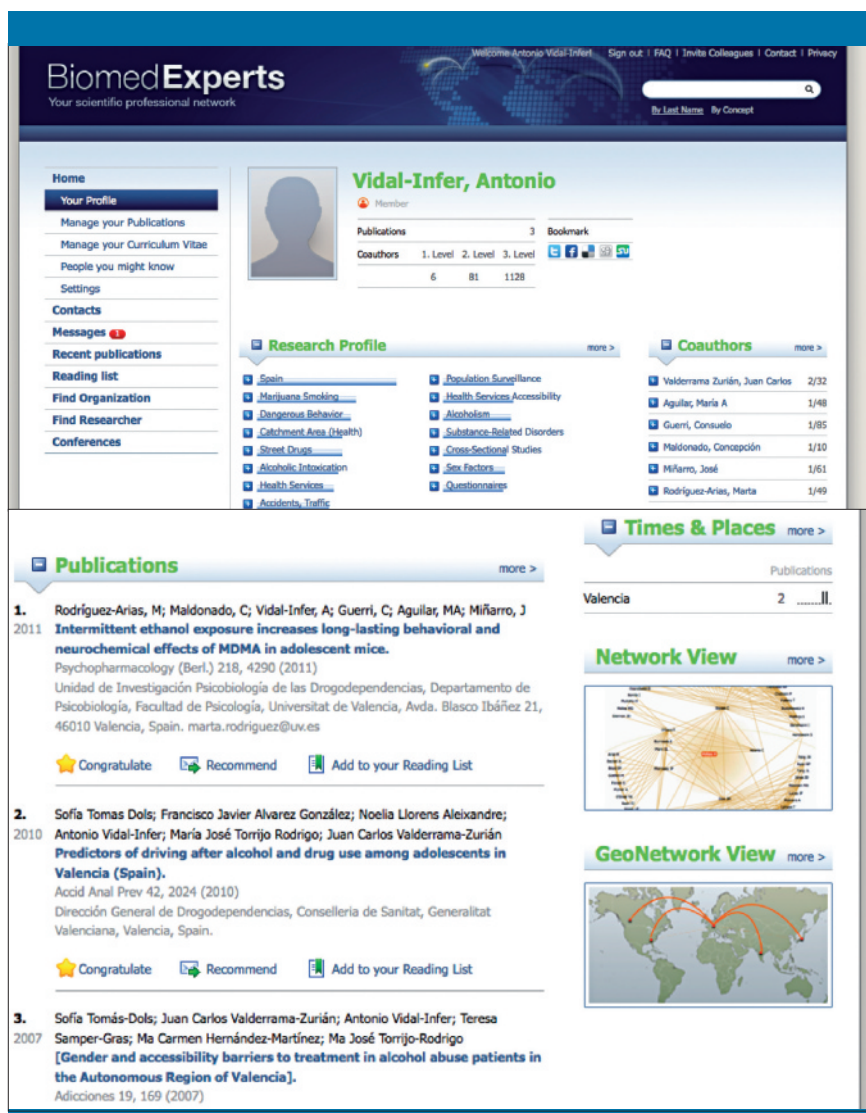 Welcome Antonio Vidal-Infer! Sign out | FAQ | Invite Colleagues | Contact | Privacy
BiomedExperts
Your scientific professional network
By Last Name By Concept
Home
Your Profile
Manage your Publications
Manage your Curriculum Vitae
People you might know
Settings
Contacts
Messages
Recent publications
Reading list
Find Organization
Find Researcher
Conferences
Vidal-Infer, Antonio
Member
Publications 3
Coauthors 1. Level 2. Level 3. Level
6 81 1128
Bookmark
Research Profile more >
Spain
Marijuana Smoking
Dangerous Behavior
Catchment Area (Health)
Street Drugs
Alcoholic Intoxication
Health Services
Accidents, Traffic
Population Surveillance
Health Services Accessibility
Alcoholism
Substance-Related Disorders
Cross-Sectional Studies
Sex Factors
Questionnaires
Coauthors more >
Valderrama Zurián, Juan Carlos 2/32
Aguilar, María A 1/48
Guerri, Consuelo 1/85
Maldonado, Concepción 1/10
Miñarro, José 1/61
Rodríguez-Arias, Marta 1/49
Publications more >
1. Rodríguez-Arias, M; Maldonado, C; Vidal-Infer, A; Guerri, C; Aguilar, MA; Miñarro, J
2011 Intermittent ethanol exposure increases long-lasting behavioral and
neurochemical effects of MDMA in adolescent mice.
Psychopharmacology (Berl.) 218, 4290 (2011)
Unidad de Investigación Psicobiología de las Drogodependencias, Departamento de
Psicobiología, Facultad de Psicología, Universitat de Valencia, Avda. Blasco Ibáñez 21,
46010 Valencia, Spain. marta.rodriguez@uv.es
Congratulate Recommend Add to your Reading List
2. Sofía Tomas Dols; Francisco Javier Alvarez González; Noelia Llorens Aleixandre;
2010 Antonio Vidal-Infer; María José Torrijo Rodrigo; Juan Carlos Valderrama-Zurián
Predictors of driving after alcohol and drug use among adolescents in
Valencia (Spain).
Accid Anal Prev 42, 2024 (2010)
Dirección General de Drogodependencias, Conselleria de Sanitat, Generalitat
Valenciana, Valencia, Spain.
Congratulate Recommend Add to your Reading List
3. Sofía Tomás-Dols; Juan Carlos Valderrama-Zurián; Antonio Vidal-Infer; Teresa
2007 Samper-Gras; Ma Carmen Hernández-Martínez; Ma José Torrijo-Rodrigo
[Gender and accessibility barriers to treatment in alcohol abuse patients in
the Autonomous Region of Valencia].
Adicciones 19, 169 (2007)
Times & Places more >
Publications
Valencia 2
Network View more >
GeoNetwork View more >